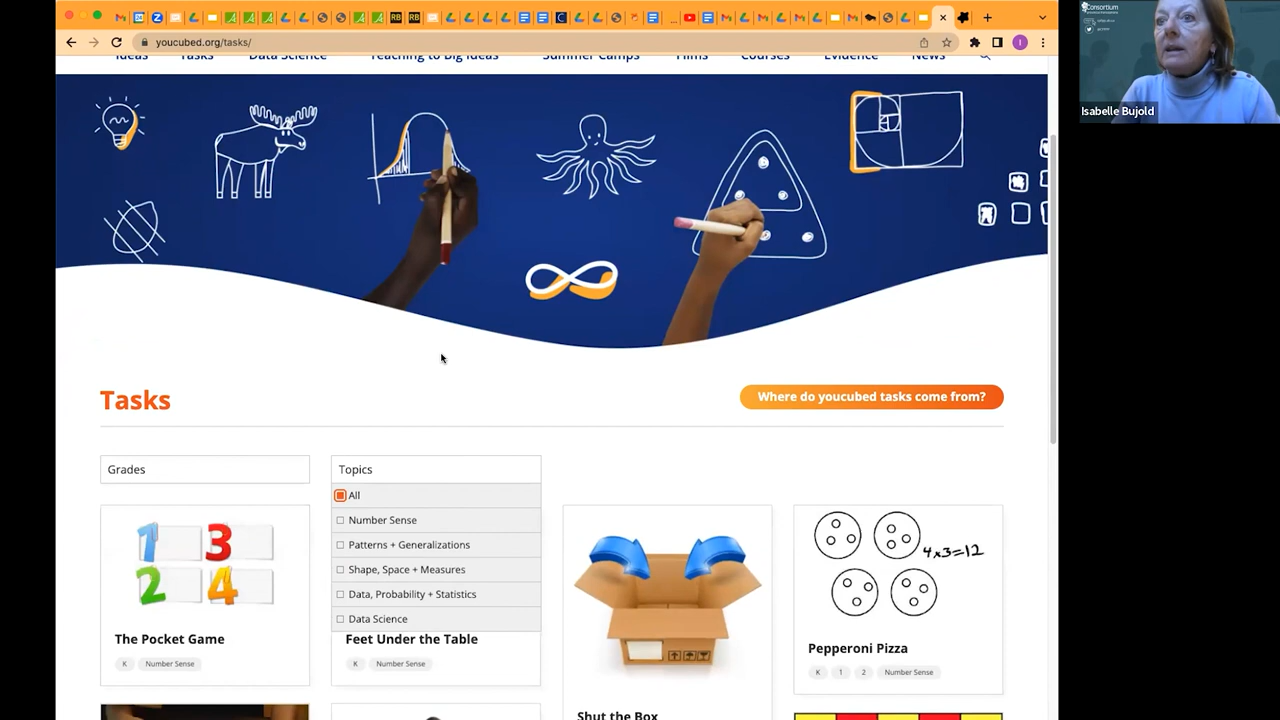 youcubed.org/tasks/
Ideas Tasks Data Science Teaching to Big Ideas Summer Camps Films Courses Evidence News
Consortium
Isabelle Bujold
Tasks
Where do youcubed tasks come from?
Grades
Topics
All
Number Sense
Patterns + Generalizations
Shape, Space + Measures
Data, Probability + Statistics
Data Science
1 3
2 4
4x3=12
The Pocket Game
K Number Sense
Feet Under the Table
K Number Sense
Shut the Box
Pepperoni Pizza
K 1 2 Number Sense